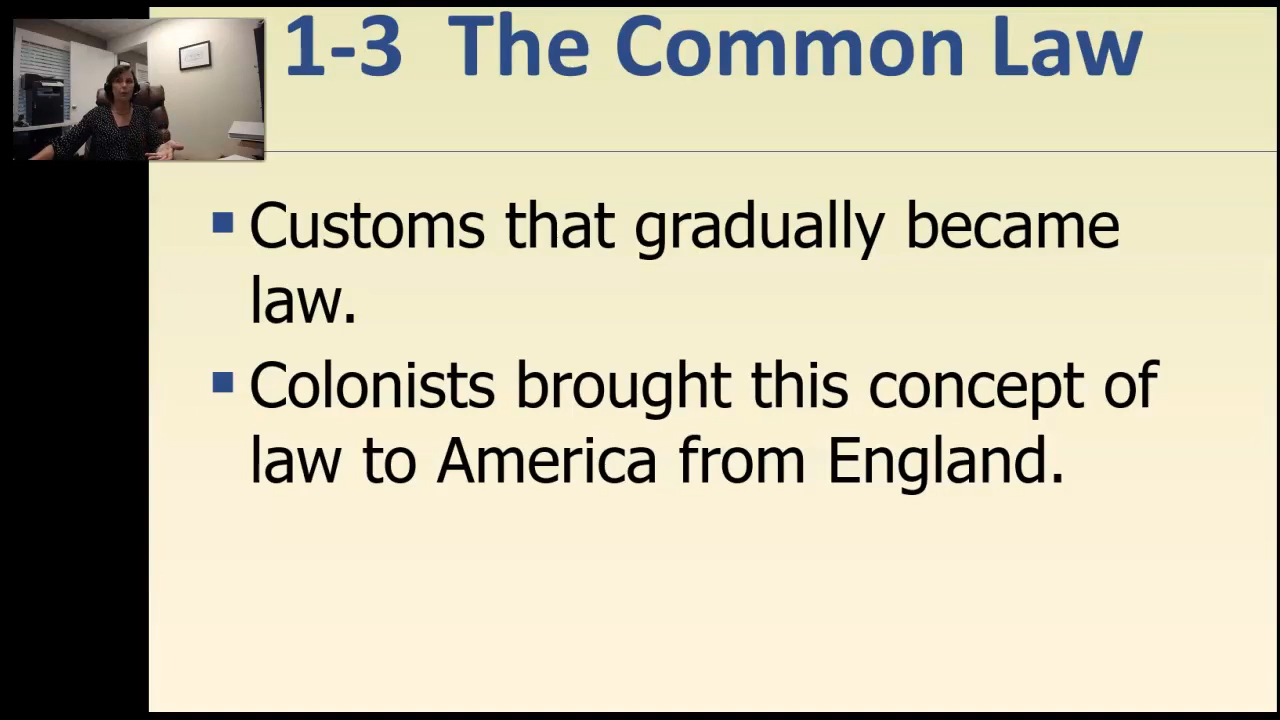 1-3 The Common Law
Customs that gradually became
law.
Colonists brought this concept of
law to America from England.